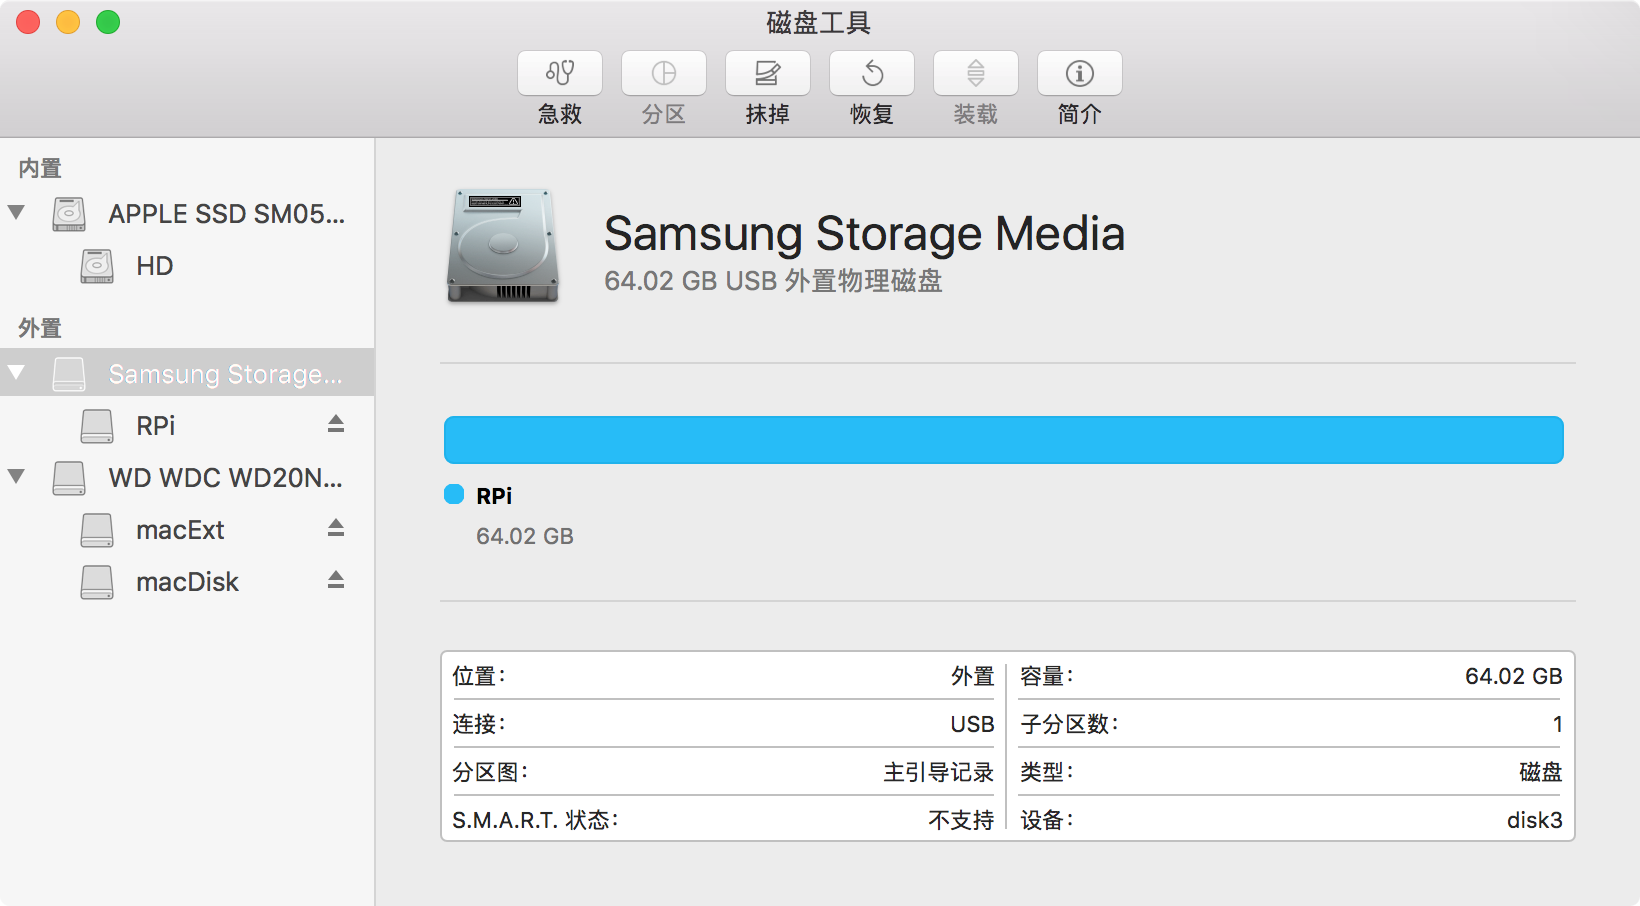 磁盘工具
急救 分区 抹掉 恢复 装载 简介
内置
APPLE SSD SM05...
HD
外置
Samsung Storage...
RPi
WD WDC WD20N...
macExt
macDisk
Samsung Storage Media
64.02 GB USB 外置物理磁盘
RPi
64.02 GB
位置： 外置 容量： 64.02 GB
连接： USB 子分区数： 1
分区图： 主引导记录 类型： 磁盘
S.M.A.R.T. 状态： 不支持 设备： disk3